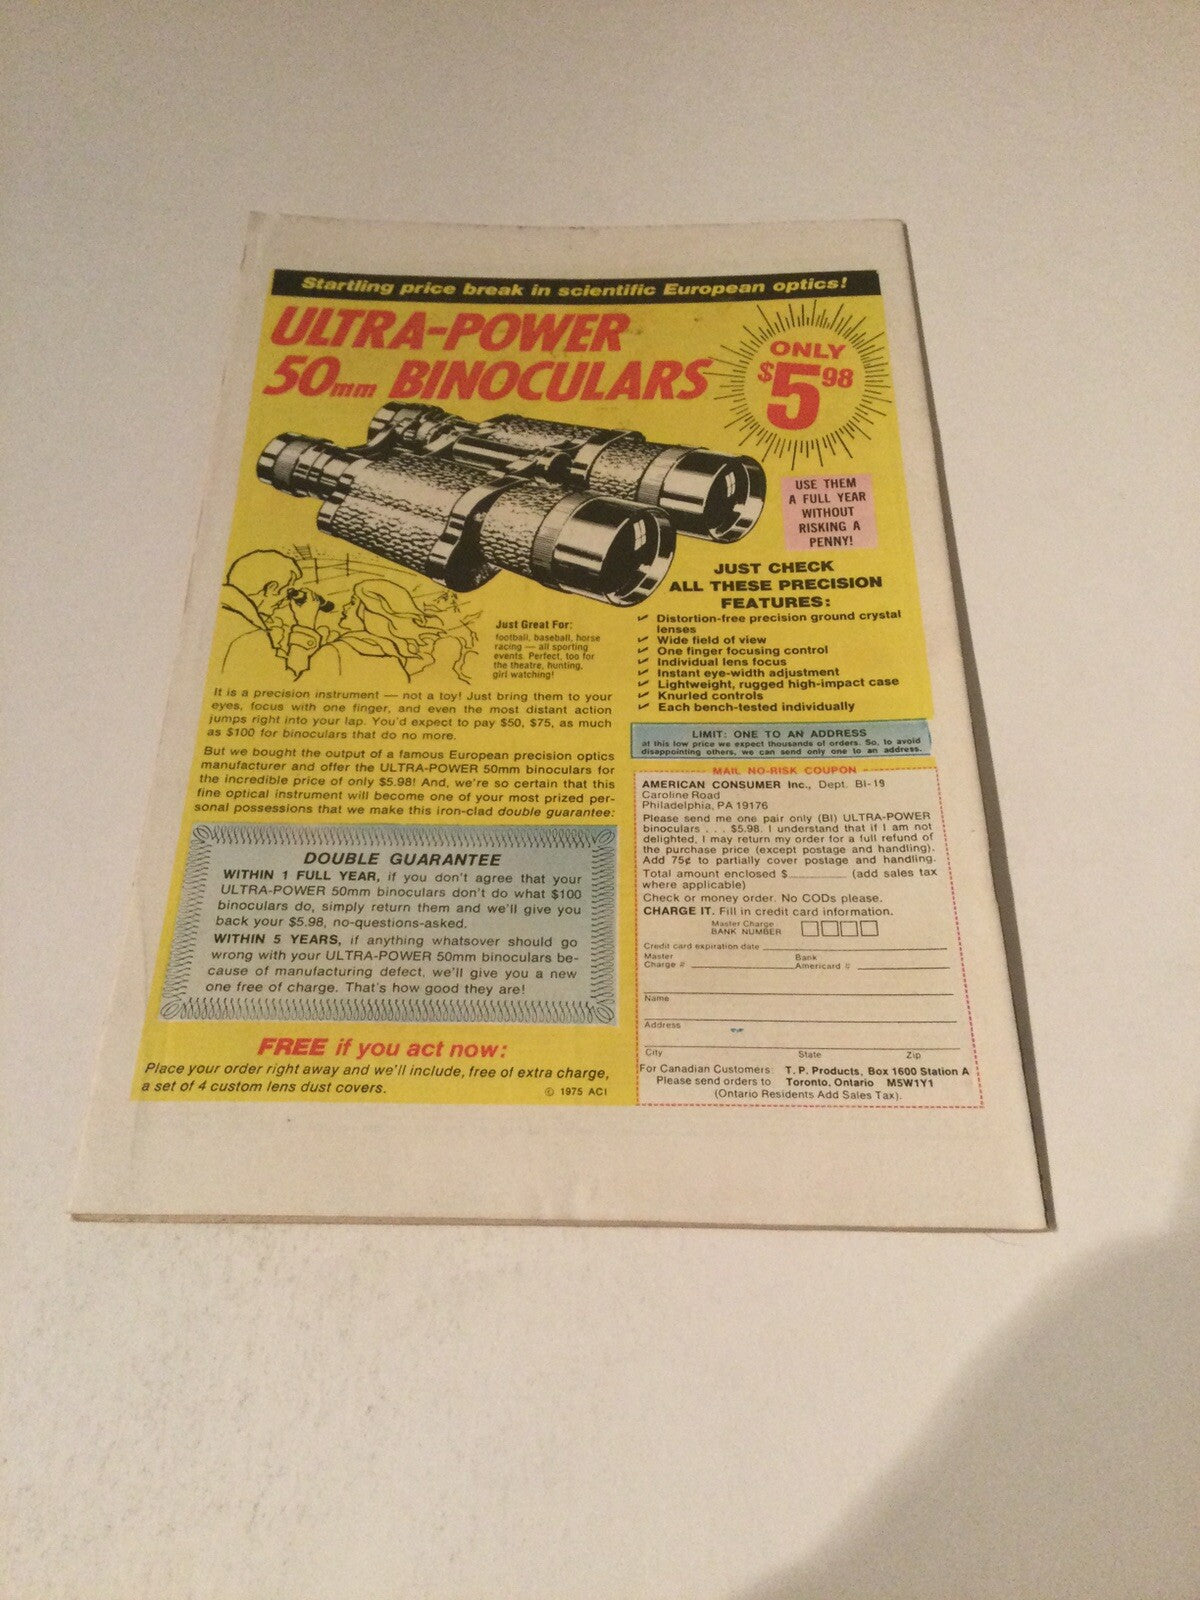 Startling price break in scientific European optics!
ULTRA-POWER
50mm BINOCULARS
ONLY
$5.98
USE THEM
A FULL YEAR
WITHOUT
RISKING A
PENNY!
Just Great For:
football, baseball, horse
racing — all sporting
events. Perfect, too for
the theatre, hunting,
girl watching!
It is a precision instrument — not a toy! Just bring them to your
eyes, focus with one finger, and even the most distant action
jumps right into your lap. You'd expect to pay $50, $75, as much
as $100 for binoculars that do no more.
But we bought the output of a famous European precision optics
manufacturer and offer the ULTRA-POWER 50mm binoculars for
the incredible price of only $5.98! And, we're so certain that this
fine optical instrument will become one of your most prized per-
sonal possessions that we make this iron-clad double guarantee:
DOUBLE GUARANTEE
WITHIN 1 FULL YEAR, if you don't agree that your
ULTRA-POWER 50mm binoculars don't do what $100
binoculars do, simply return them and we'll give you
back your $5.98, no-questions-asked.
WITHIN 5 YEARS, if anything whatsover should go
wrong with your ULTRA-POWER 50mm binoculars be-
cause of manufacturing defect, we'll give you a new
one free of charge. That's how good they are!
FREE if you act now:
Place your order right away and we'll include, free of extra charge,
a set of 4 custom lens dust covers.
© 1975 ACI
JUST CHECK
ALL THESE PRECISION
FEATURES:
✓ Distortion-free precision ground crystal
lenses
✓ Wide field of view
✓ One finger focusing control
✓ Individual lens focus
✓ Instant eye-width adjustment
✓ Lightweight, rugged high-impact case
✓ Knurled controls
✓ Each bench-tested individually
LIMIT: ONE TO AN ADDRESS
at this low price we expect thousands of orders. So, to avoid
disappointing others, we can send only one to an address.
MAIL NO-RISK COUPON
AMERICAN CONSUMER Inc., Dept. BI-19
Caroline Road
Philadelphia, PA 19176
Please send me one pair only (BI) ULTRA-POWER
binoculars . . . $5.98. I understand that if I am not
delighted, I may return my order for a full refund of
the purchase price (except postage and handling).
Add 75¢ to partially cover postage and handling.
Total amount enclosed $__________ (add sales tax
where applicable)
Check or money order. No CODs please.
CHARGE IT. Fill in credit card information.
Master Charge
BANK NUMBER
Credit card expiration date
Master Charge #
Bank Americard #
Name
Address
City State Zip
For Canadian Customers: T. P. Products, Box 1600 Station A
Please send orders to Toronto, Ontario M5W1Y1
(Ontario Residents Add Sales Tax).